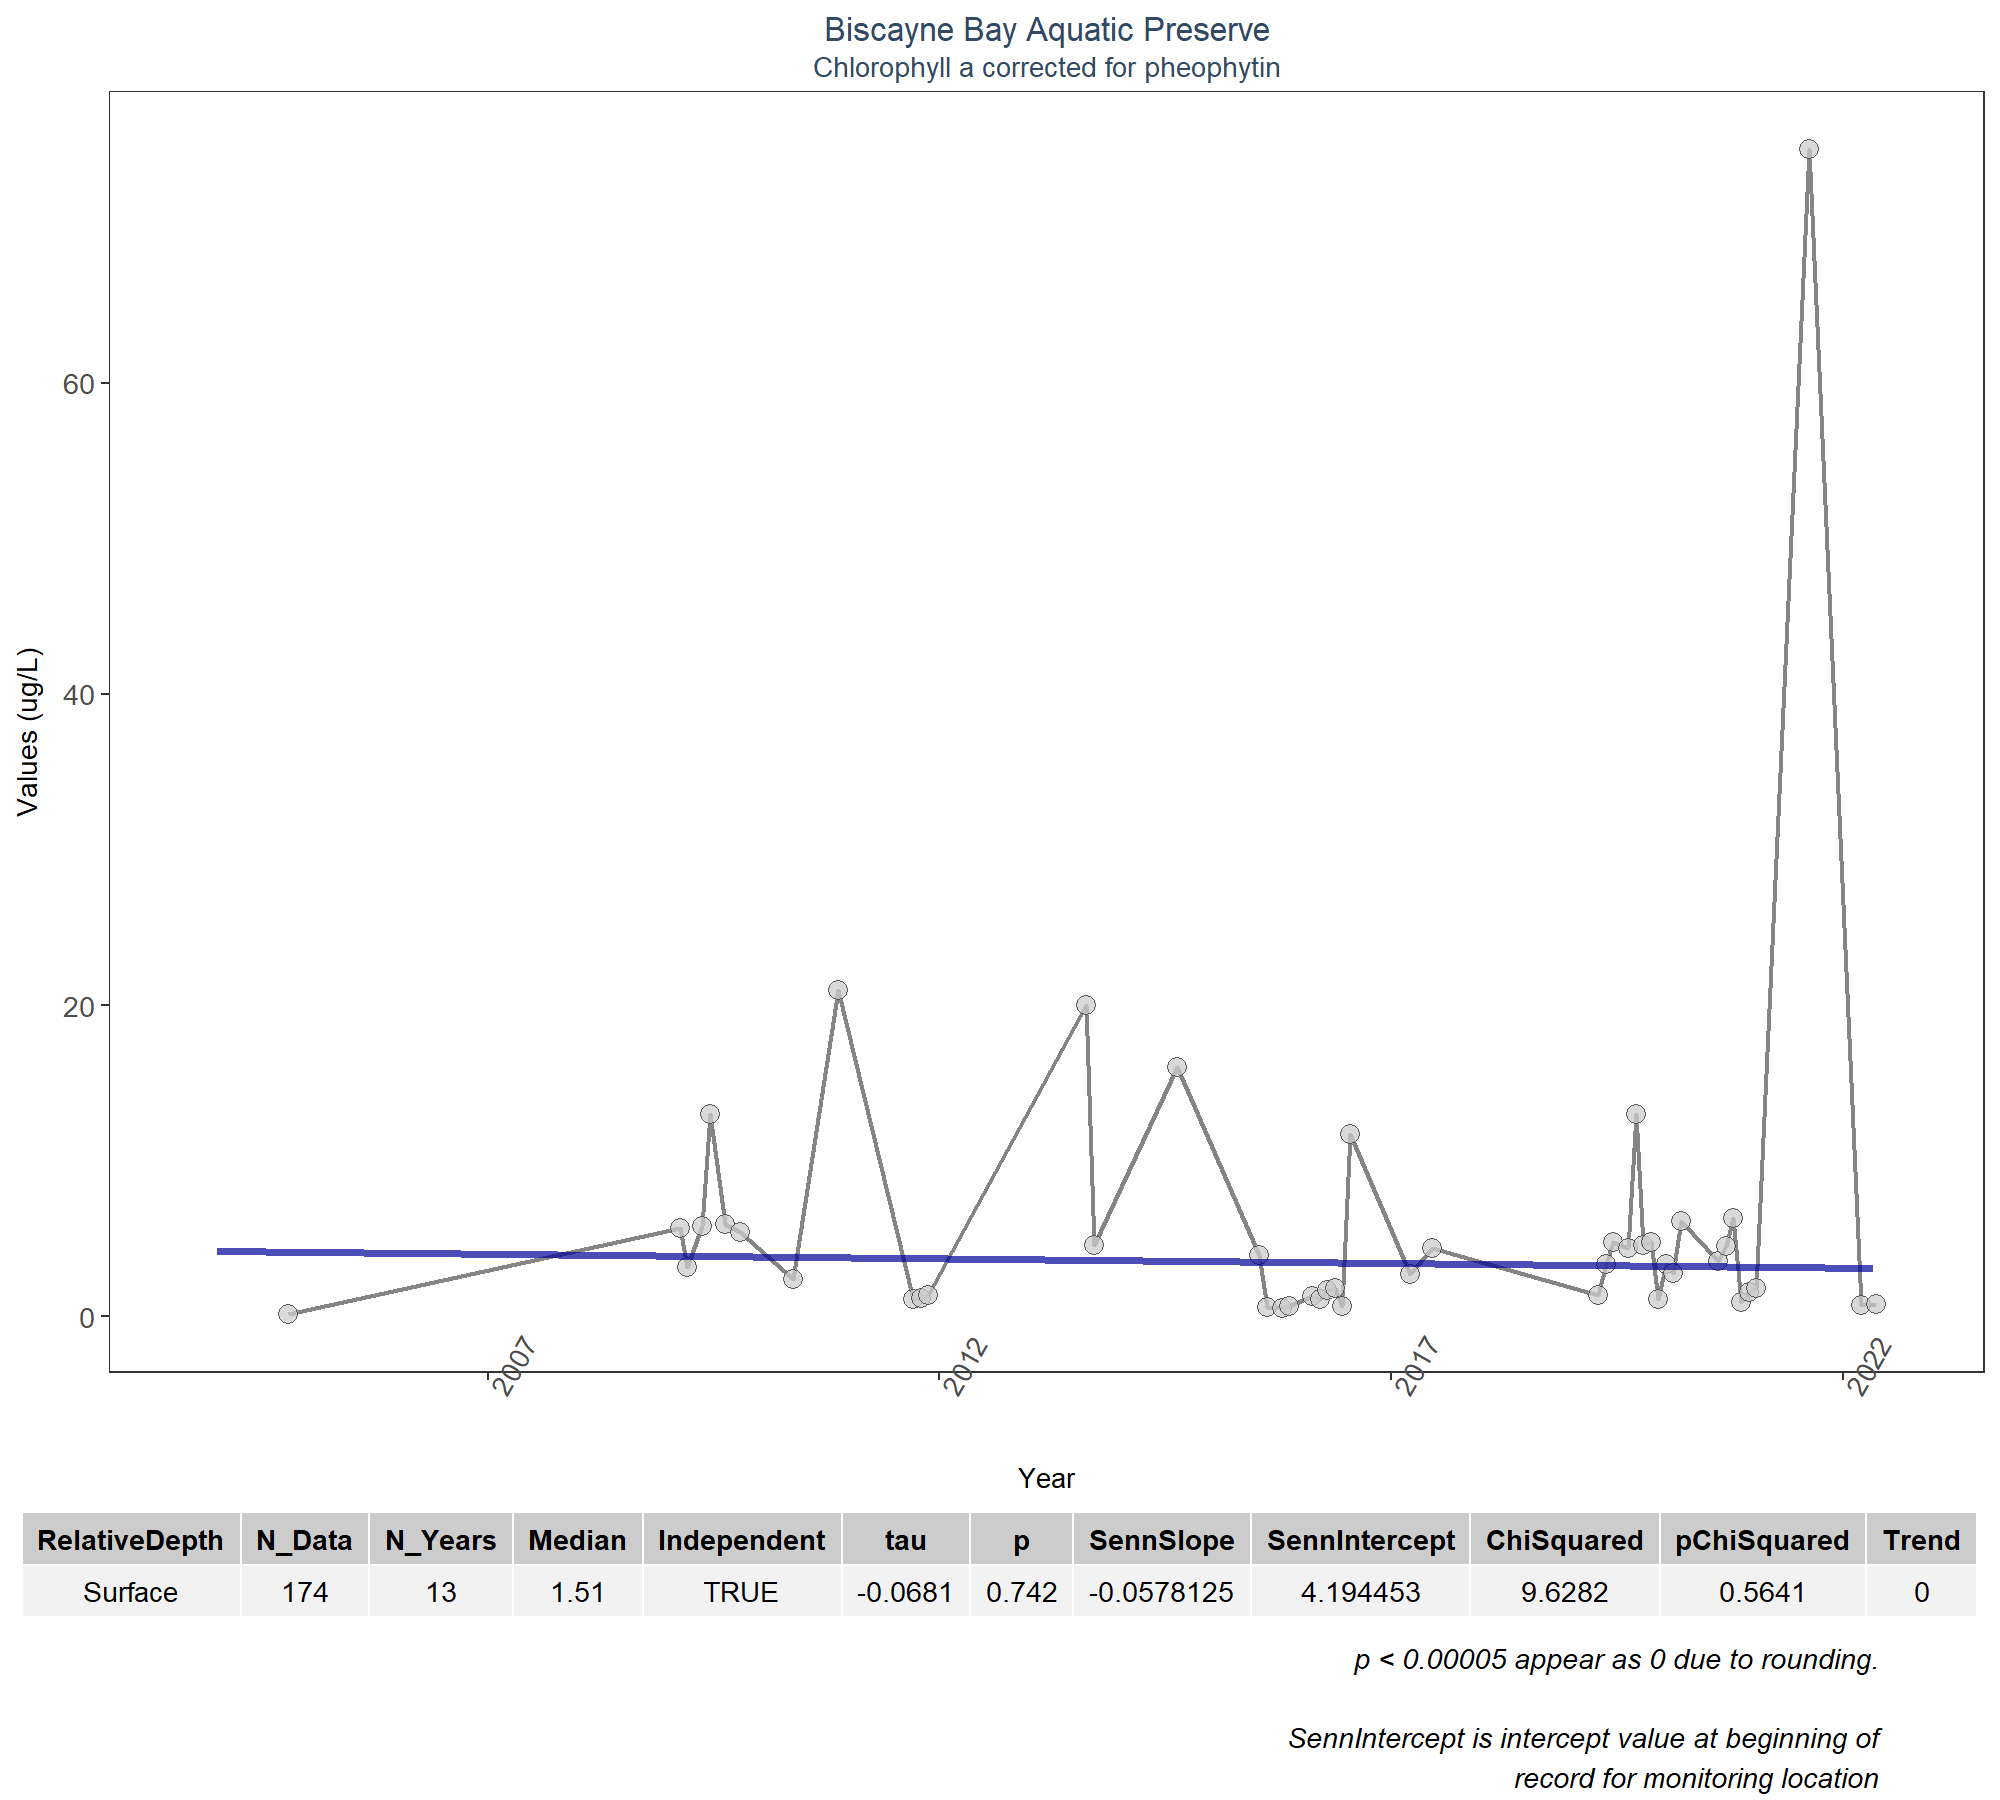 Biscayne Bay Aquatic Preserve
Chlorophyll a corrected for pheophytin
Values (ug/L)
60
40
20
0
2007 2012 2017 2022
Year
RelativeDepth N_Data N_Years Median Independent tau p SennSlope SennIntercept ChiSquared pChiSquared Trend
Surface 174 13 1.51 TRUE -0.0681 0.742 -0.0578125 4.194453 9.6282 0.5641 0
p < 0.00005 appear as 0 due to rounding.
SennIntercept is intercept value at beginning of
record for monitoring location